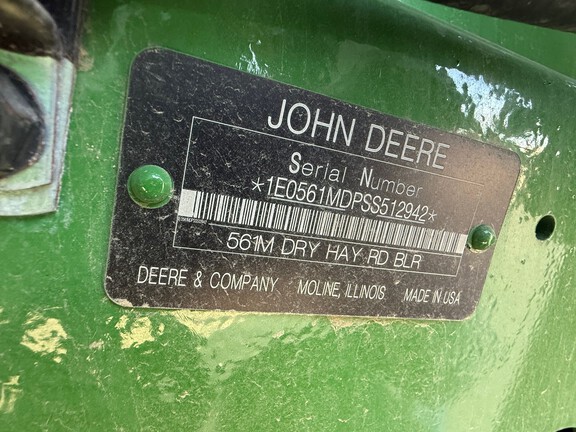 JOHN DEERE
Serial Number
*1E0561MDPSS512942*
561M DRY HAY RD BLR
DEERE & COMPANY MOLINE, ILLINOIS MADE IN USA